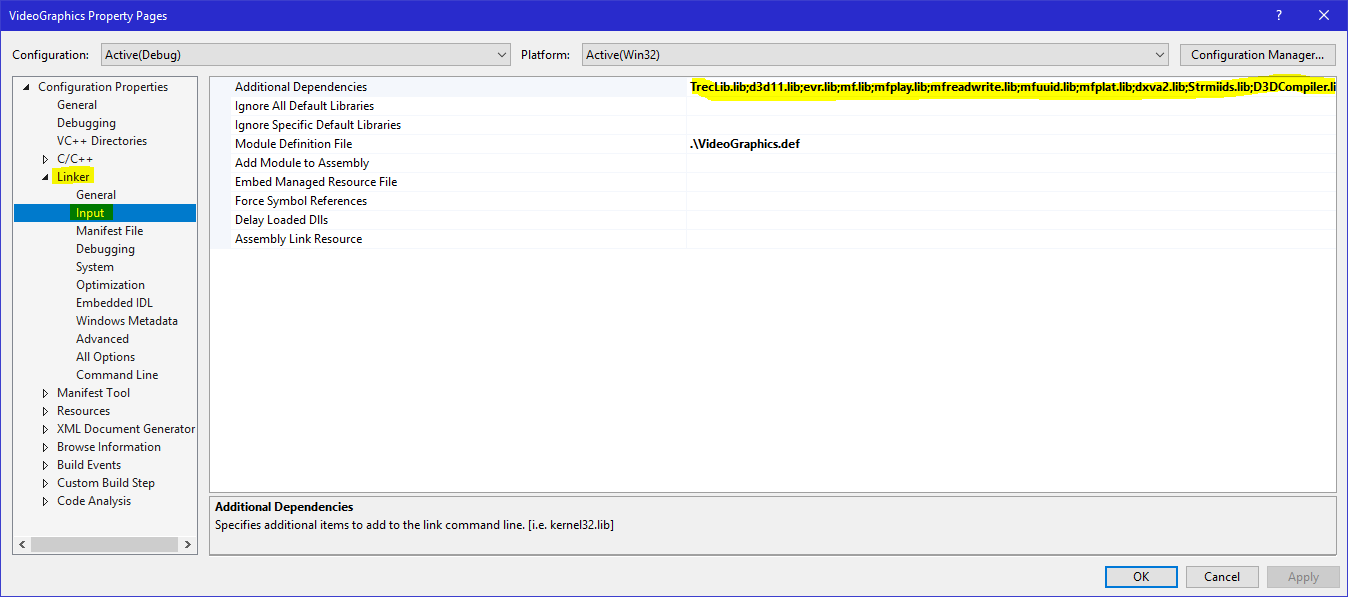 VideoGraphics Property Pages
Configuration: Active(Debug) Platform: Active(Win32) Configuration Manager...
Configuration Properties
General
Debugging
VC++ Directories
C/C++
Linker
General
Input
Manifest File
Debugging
System
Optimization
Embedded IDL
Windows Metadata
Advanced
All Options
Command Line
Manifest Tool
Resources
XML Document Generator
Browse Information
Build Events
Custom Build Step
Code Analysis
Additional Dependencies TrecLib.lib;d3d11.lib;evr.lib;mf.lib;mfplay.lib;mfreadwrite.lib;mfuuid.lib;mfplat.lib;dxva2.lib;Strmiids.lib;D3DCompiler.li
Ignore All Default Libraries
Ignore Specific Default Libraries
Module Definition File .\VideoGraphics.def
Add Module to Assembly
Embed Managed Resource File
Force Symbol References
Delay Loaded Dlls
Assembly Link Resource
Additional Dependencies
Specifies additional items to add to the link command line. [i.e. kernel32.lib]
OK Cancel Apply